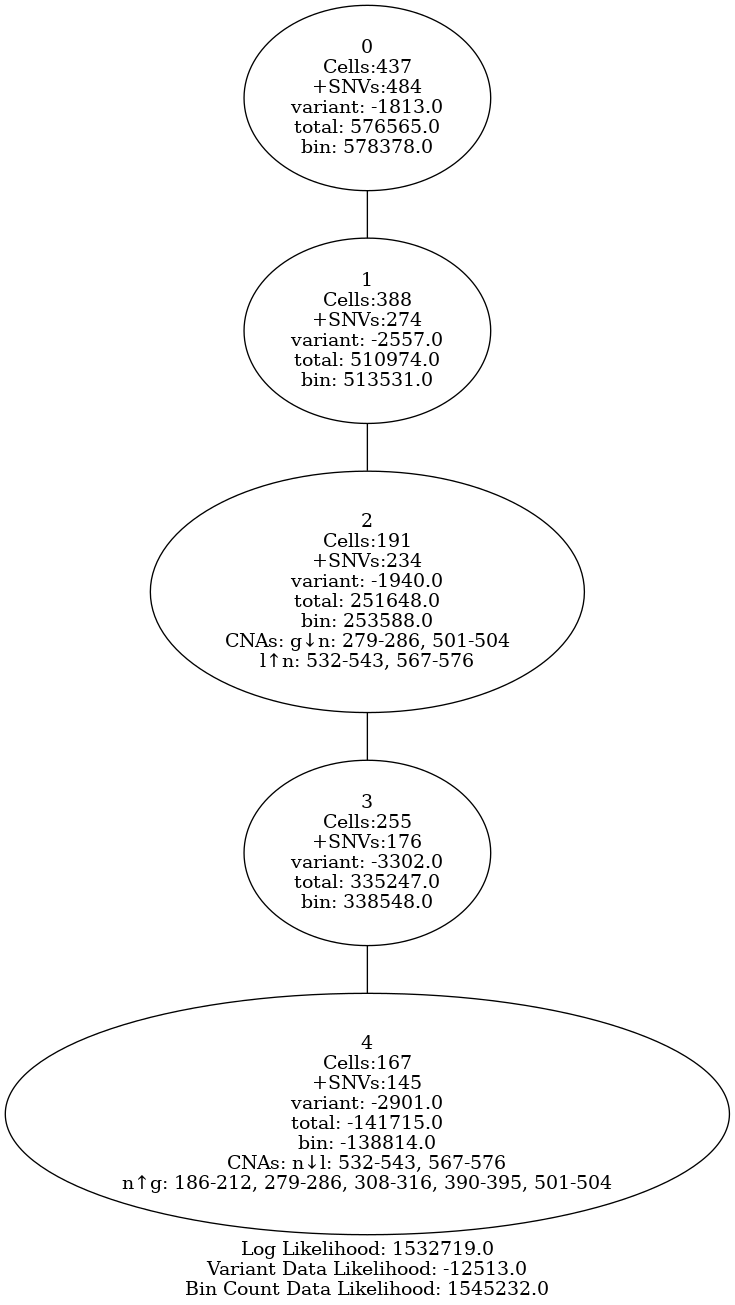 0
Cells:437
+SNVs:484
variant: -1813.0
total: 576565.0
bin: 578378.0
1
Cells:388
+SNVs:274
variant: -2557.0
total: 510974.0
bin: 513531.0
2
Cells:191
+SNVs:234
variant: -1940.0
total: 251648.0
bin: 253588.0
CNAs: g↓n: 279-286, 501-504
l↑n: 532-543, 567-576
3
Cells:255
+SNVs:176
variant: -3302.0
total: 335247.0
bin: 338548.0
4
Cells:167
+SNVs:145
variant: -2901.0
total: -141715.0
bin: -138814.0
CNAs: n↓l: 532-543, 567-576
n↑g: 186-212, 279-286, 308-316, 390-395, 501-504
Log Likelihood: 1532719.0
Variant Data Likelihood: -12513.0
Bin Count Data Likelihood: 1545232.0